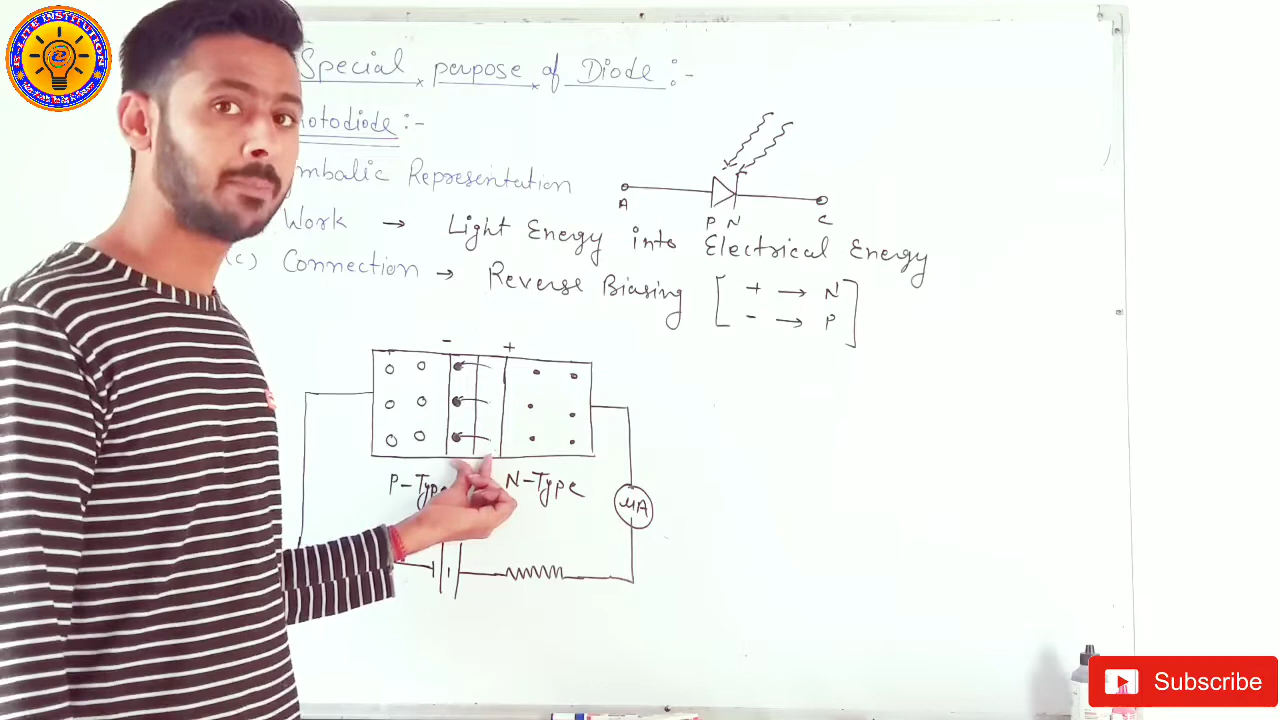 Special purpose of Diode :-
otodiode :-
mbalic Representation
A
P N
C
Work → Light Energy into Electrical Energy
(c) Connection → Reverse Biasing [ + → N
- → P ]
- +
P-Type N-Type
μA
Subscribe